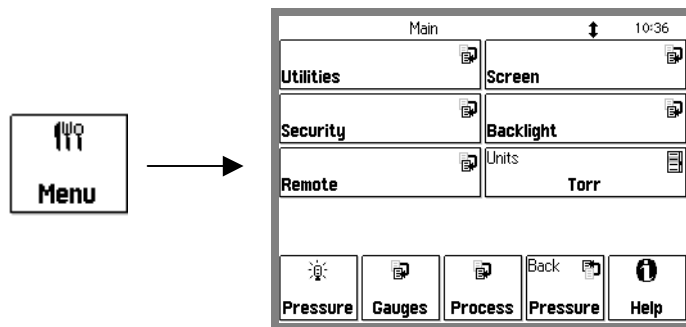 Main 10:36
Utilities Screen
Security Backlight
Units
Remote Torr
Menu
Back
Pressure Gauges Process Pressure Help